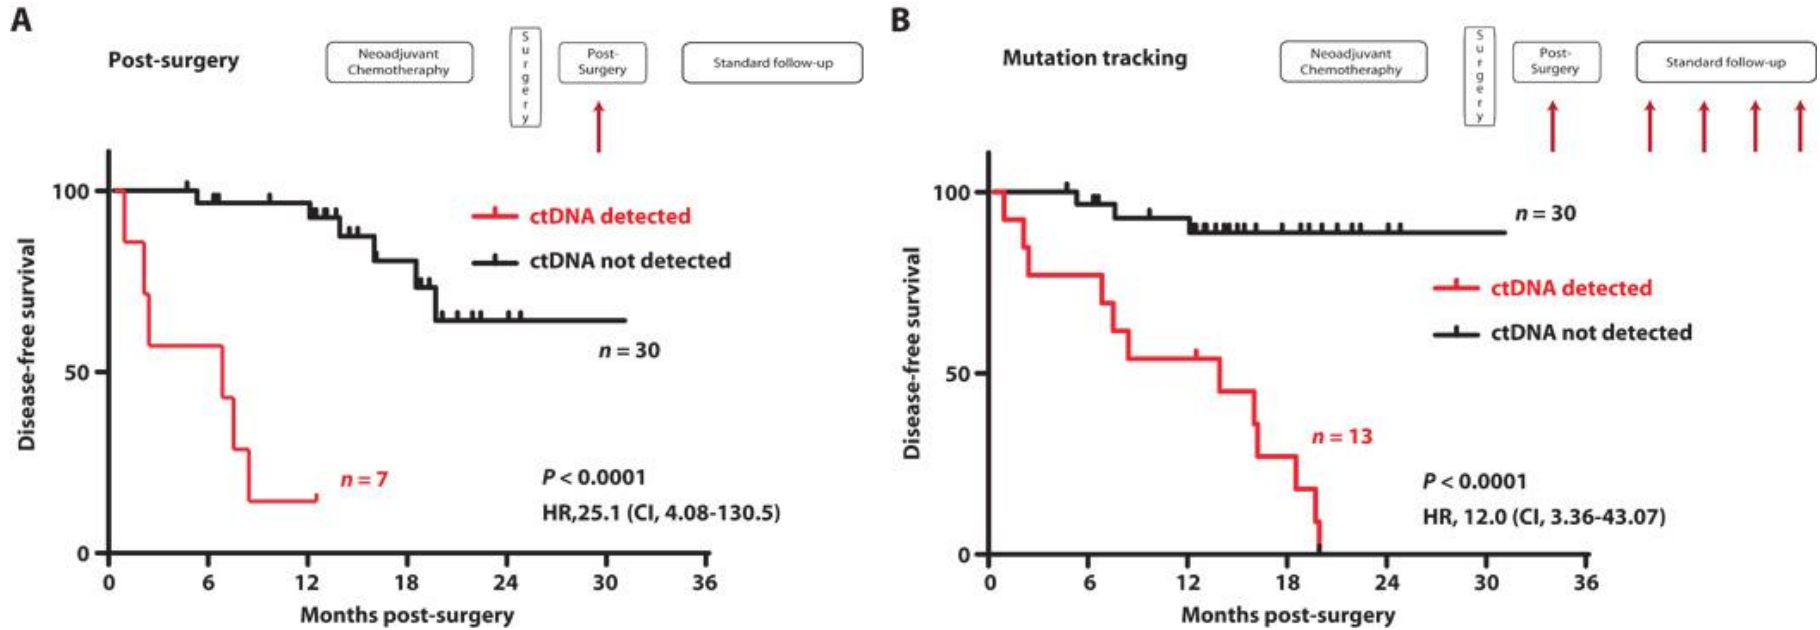 A
Post-surgery
Neoadjuvant
Chemotheraphy
Surgery
Post-
Surgery
Standard follow-up
Disease-free survival
100
50
0
ctDNA detected
ctDNA not detected
n = 30
n = 7
P < 0.0001
HR,25.1 (CI, 4.08-130.5)
0 6 12 18 24 30 36
Months post-surgery
B
Mutation tracking
Neoadjuvant
Chemotheraphy
Surgery
Post-
Surgery
Standard follow-up
Disease-free survival
100
50
0
n = 30
ctDNA detected
ctDNA not detected
n = 13
P < 0.0001
HR, 12.0 (CI, 3.36-43.07)
0 6 12 18 24 30 36
Months post-surgery